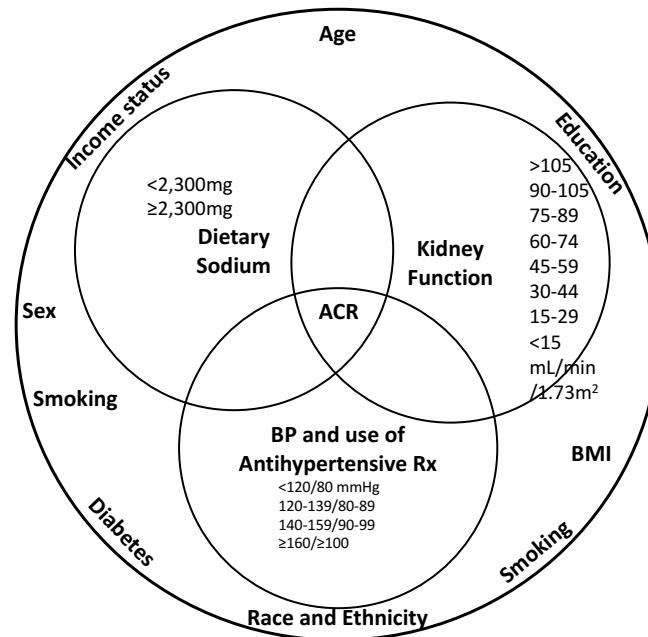 Age
Income status
Education
<2,300mg
≥2,300mg
Dietary
Sodium
>105
90-105
75-89
60-74
45-59
30-44
15-29
<15
mL/min
/1.73m²
Kidney
Function
ACR
Sex
Smoking
BP and use of
Antihypertensive Rx
<120/80 mmHg
120-139/80-89
140-159/90-99
≥160/≥100
BMI
Diabetes
Smoking
Race and Ethnicity